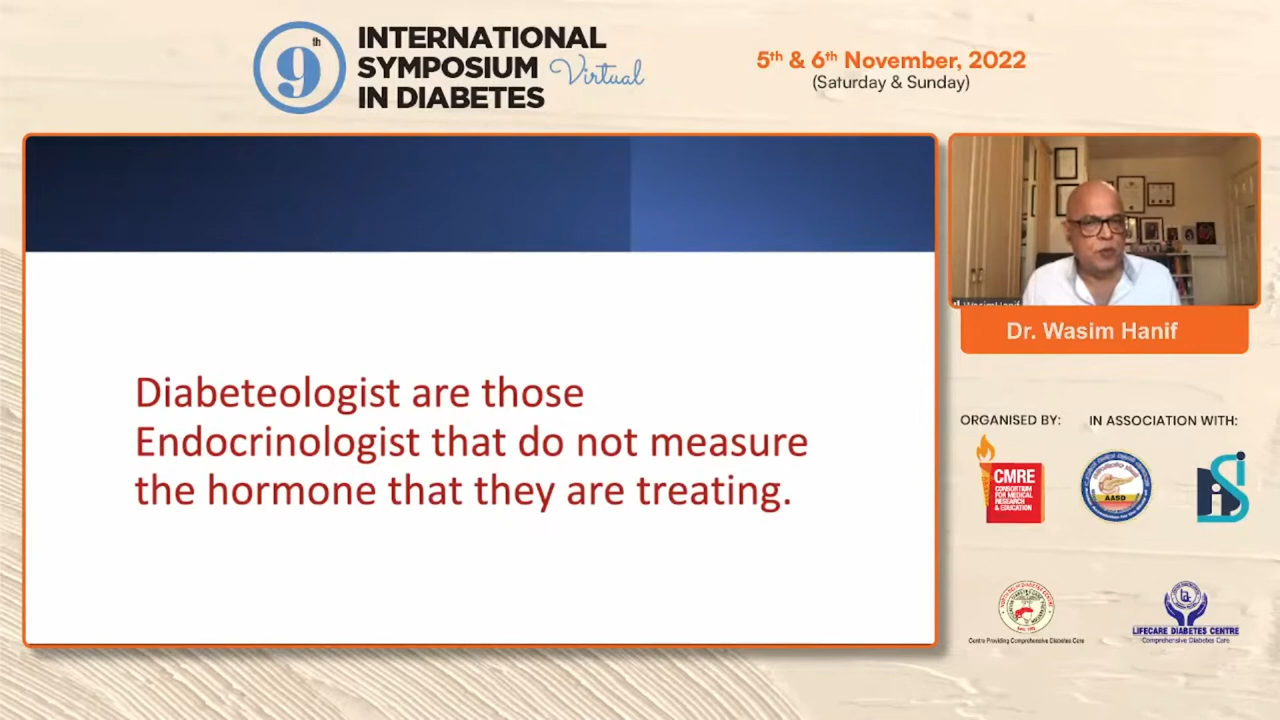 9th
INTERNATIONAL
SYMPOSIUM Virtual
IN DIABETES
5th & 6th November, 2022
(Saturday & Sunday)
Diabeteologist are those
Endocrinologist that do not measure
the hormone that they are treating.
WasimHanif
Dr. Wasim Hanif
ORGANISED BY:
IN ASSOCIATION WITH:
CMRE
CONSORTIUM
FOR MEDICAL
RESEARCH
& EDUCATION
AASD
Centre Providing Comprehensive Diabetes Care
LIFECARE DIABETES CENTRE
Comprehensive Diabetes Care